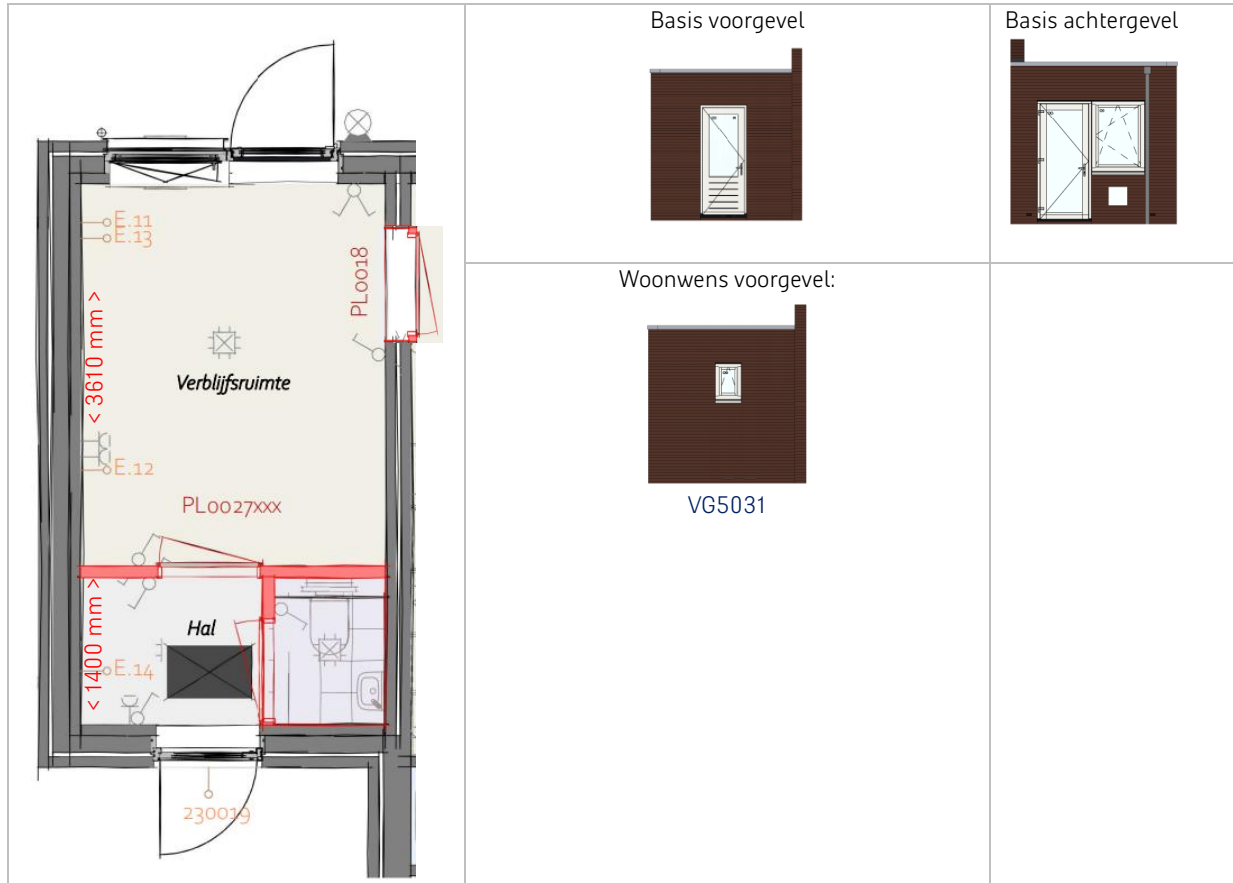 E.11
E.13
PL0018
< 3610 mm >
Verblijfsruimte
E.12
PL0027xxx
< 1400 mm >
Hal
E.14
230019
Basis voorgevel
Basis achtergevel
Woonwens voorgevel:
VG5031